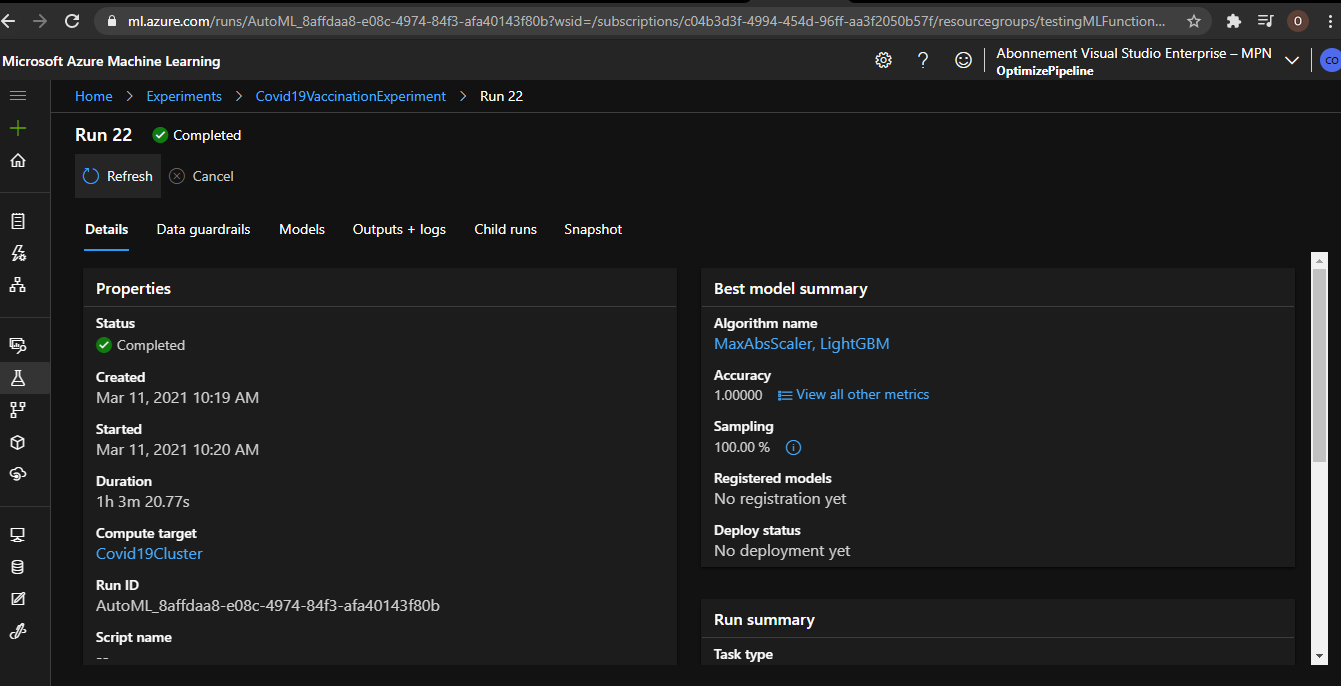 ml.azure.com/runs/AutoML_8affdaa8-e08c-4974-84f3-afa40143f80b?wsid=/subscriptions/c04b3d3f-4994-454d-96ff-aa3f2050b57f/resourcegroups/testingMLFunction...
O
Microsoft Azure Machine Learning
Abonnement Visual Studio Enterprise – MPN
OptimizePipeline
CO
Home > Experiments > Covid19VaccinationExperiment > Run 22
Run 22 Completed
Refresh Cancel
Details Data guardrails Models Outputs + logs Child runs Snapshot
Properties
Status
Completed
Created
Mar 11, 2021 10:19 AM
Started
Mar 11, 2021 10:20 AM
Duration
1h 3m 20.77s
Compute target
Covid19Cluster
Run ID
AutoML_8affdaa8-e08c-4974-84f3-afa40143f80b
Script name
--
Best model summary
Algorithm name
MaxAbsScaler, LightGBM
Accuracy
1.00000 View all other metrics
Sampling
100.00 %
Registered models
No registration yet
Deploy status
No deployment yet
Run summary
Task type